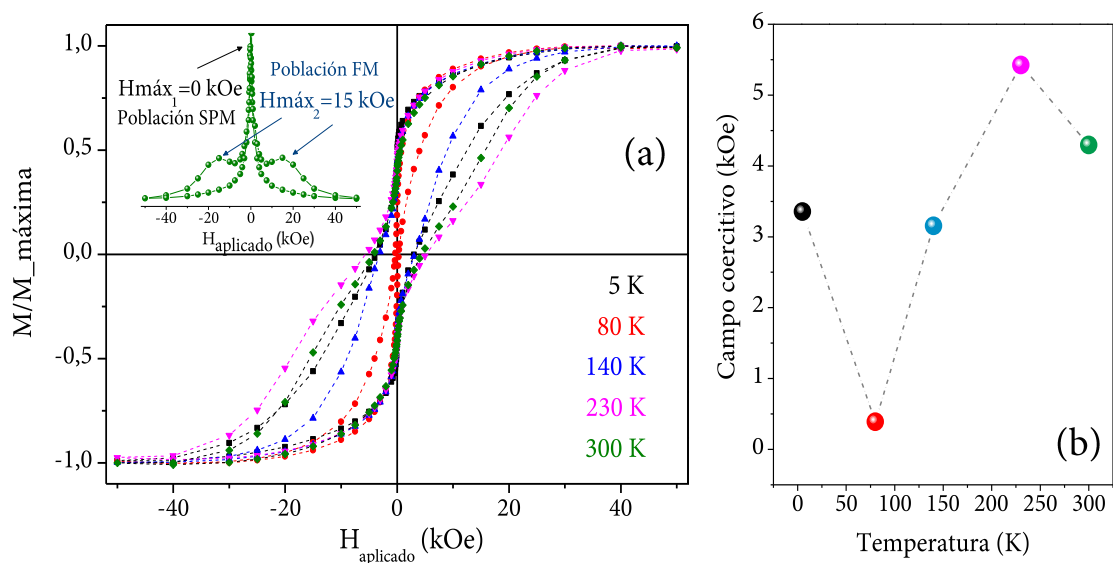 1,0
0,5
0,0
-0,5
-1,0
M/M_máxima
-40
-20
0
20
40
H aplicado (kOe)
Hmáx1=0 kOe
Población SPM
Población FM
Hmáx2=15 kOe
-40
-20
0
20
40
H aplicado (kOe)
(a)
5 K
80 K
140 K
230 K
300 K
(b)
6
5
4
3
2
1
0
Campo coercitivo (kOe)
0
50
100
150
200
250
300
Temperatura (K)